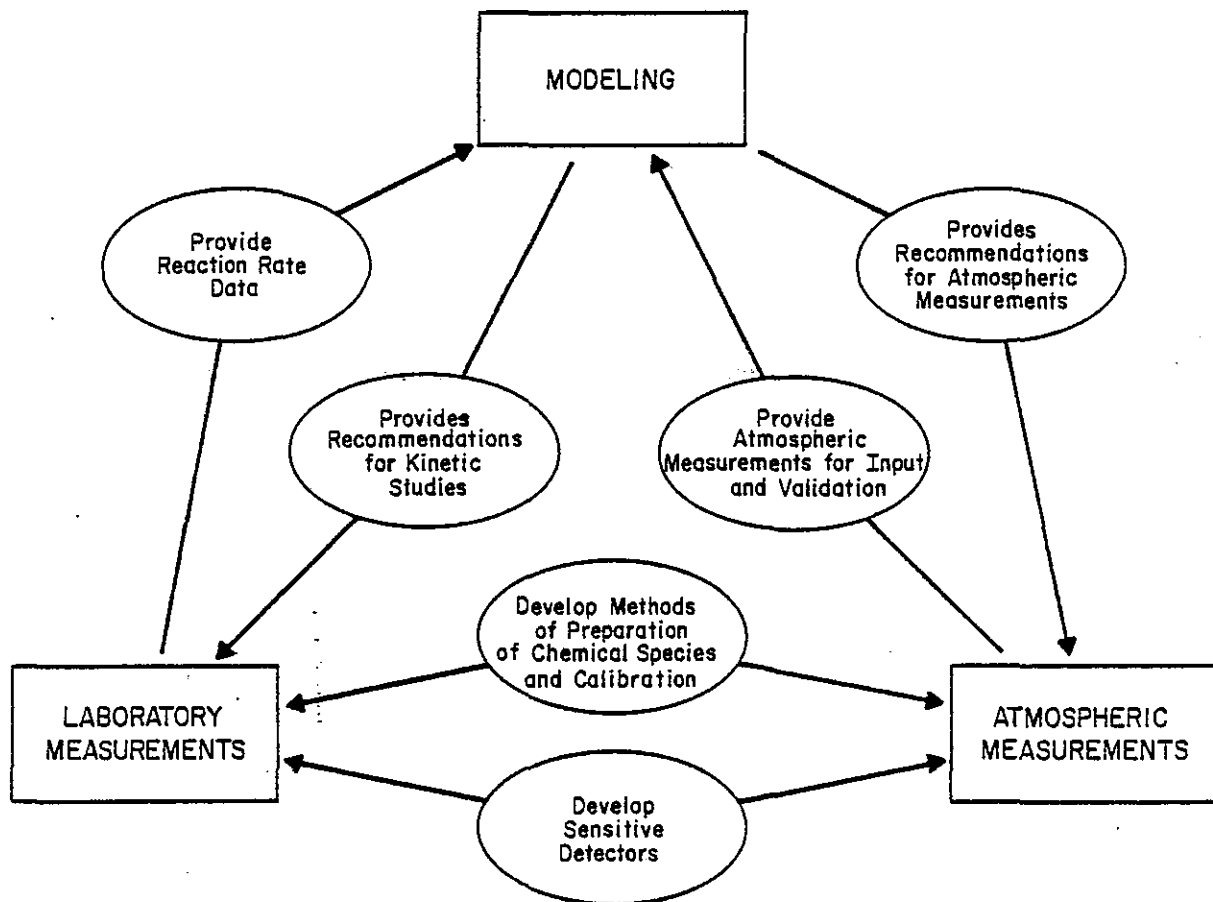 MODELING
Provide
Reaction Rate
Data
Provides
Recommendations
for Atmospheric
Measurements
Provides
Recommendations
for Kinetic
Studies
Provide
Atmospheric
Measurements for Input
and Validation
Develop Methods
of Preparation
of Chemical Species
and Calibration
LABORATORY
MEASUREMENTS
ATMOSPHERIC
MEASUREMENTS
Develop
Sensitive
Detectors